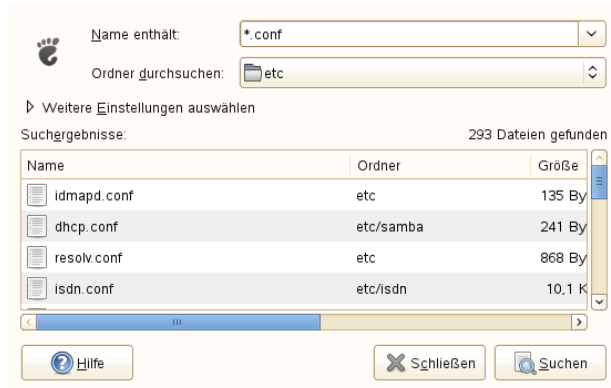 Name enthält: *.conf
Ordner durchsuchen: etc
Weitere Einstellungen auswählen
Suchergebnisse: 293 Dateien gefunden
Name Ordner Größe
idmapd.conf etc 135 By
dhcp.conf etc/samba 241 By
resolv.conf etc 868 By
isdn.conf etc/isdn 10,1 K
Hilfe Schließen Suchen